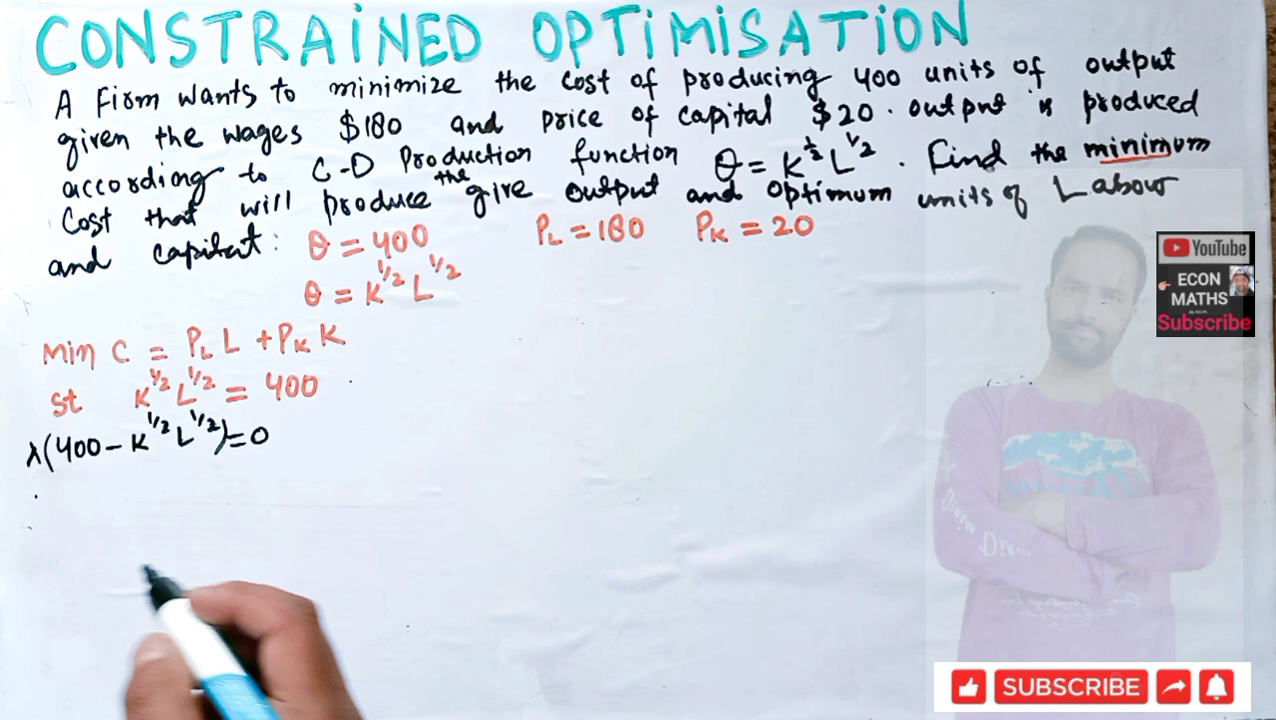 CONSTRAINED OPTIMISATION
A Firm wants to minimize the cost of producing 400 units of output
given the wages $180 and price of capital $20. output is produced
according to C-D Production function Q = K^{1/2} L^{1/2}. Find the minimum
Cost that will produce the give output and optimum units of Labour
and capital:
Q = 400 P_L = 180 P_K = 20
Q = K^{1/2} L^{1/2}
Min C = P_L L + P_K K
st K^{1/2} L^{1/2} = 400
λ(400 - K^{1/2} L^{1/2}) = 0
YouTube
ECON
MATHS
Subscribe
SUBSCRIBE